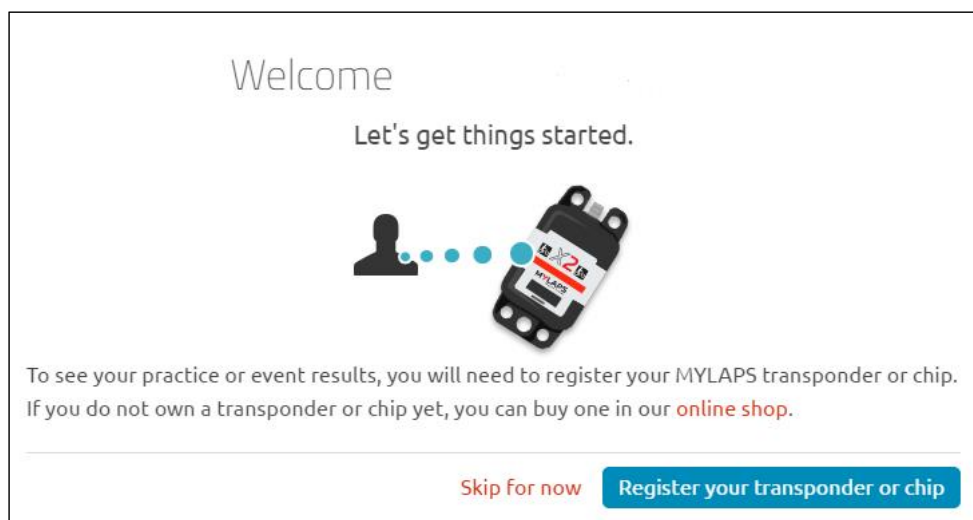 Welcome
Let's get things started.
X2
MYLAPS
To see your practice or event results, you will need to register your MYLAPS transponder or chip.
If you do not own a transponder or chip yet, you can buy one in our online shop.
Skip for now
Register your transponder or chip